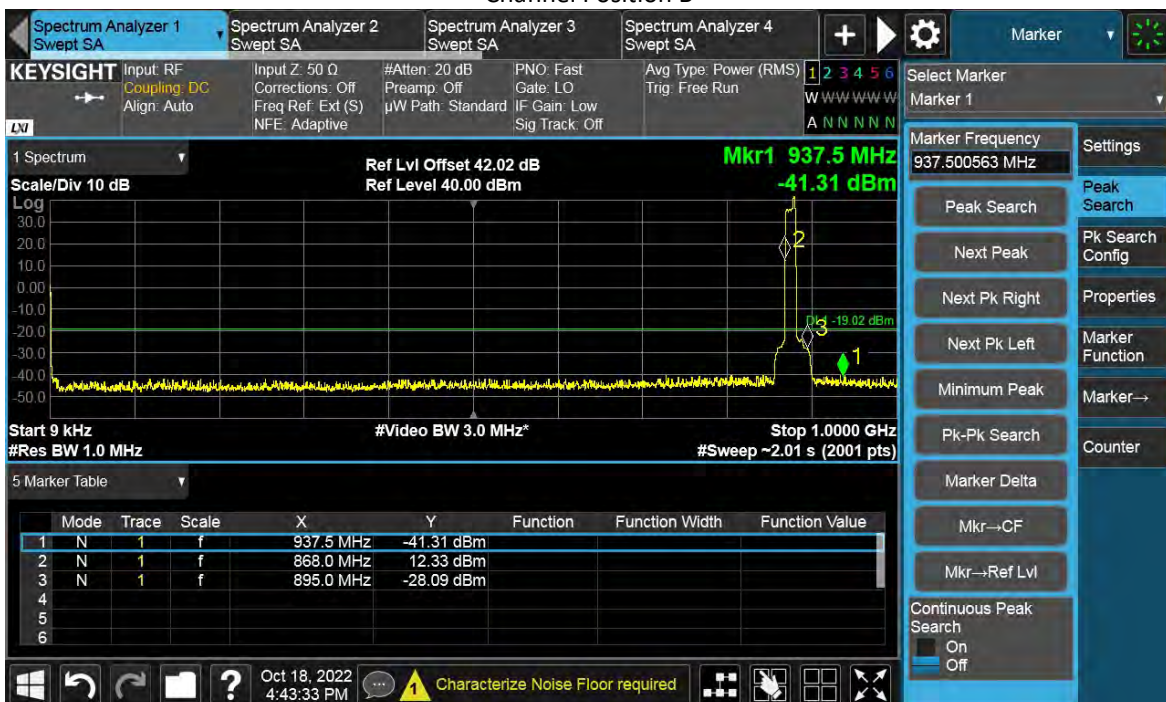 Channel Position B
Spectrum Analyzer 1
Swept SA
Spectrum Analyzer 2
Swept SA
Spectrum Analyzer 3
Swept SA
Spectrum Analyzer 4
Swept SA
+
Marker
KEYSIGHT
LXI
Input: RF
Coupling: DC
Align: Auto
Input Z: 50 Ω
Corrections: Off
Freq Ref: Ext (S)
NFE: Adaptive
#Atten: 20 dB
Preamp: Off
µW Path: Standard
PNO: Fast
Gate: LO
IF Gain: Low
Sig Track: Off
Avg Type: Power (RMS)
Trig: Free Run
1 2 3 4 5 6
W W W W W W
A N N N N N
Select Marker
Marker 1
1 Spectrum
Scale/Div 10 dB
Ref Lvl Offset 42.02 dB
Ref Level 40.00 dBm
Mkr1 937.5 MHz
-41.31 dBm
Log
30.0
20.0
10.0
0.00
-10.0
-20.0
-30.0
-40.0
-50.0
2
DL1 -19.02 dBm
3
1
Start 9 kHz
#Res BW 1.0 MHz
#Video BW 3.0 MHz*
Stop 1.0000 GHz
#Sweep ~2.01 s (2001 pts)
5 Marker Table
Mode Trace Scale X Y Function Function Width Function Value
1 N 1 f 937.5 MHz -41.31 dBm
2 N 1 f 868.0 MHz 12.33 dBm
3 N 1 f 895.0 MHz -28.09 dBm
4
5
6
Marker Frequency
937.500563 MHz
Peak Search
Next Peak
Next Pk Right
Next Pk Left
Minimum Peak
Pk-Pk Search
Marker Delta
Mkr→CF
Mkr→Ref Lvl
Continuous Peak
Search
On
Off
Settings
Peak
Search
Pk Search
Config
Properties
Marker
Function
Marker→
Counter
?
Oct 18, 2022
4:43:33 PM
1
Characterize Noise Floor required